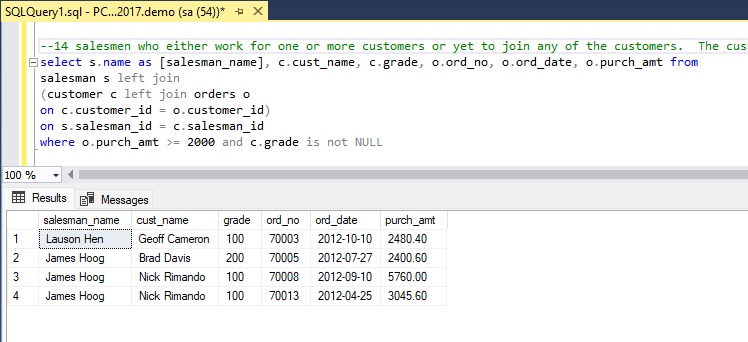 SQLQuery1.sql - PC...2017.demo (sa (54))*
--14 salesmen who either work for one or more customers or yet to join any of the customers. The cus
select s.name as [salesman_name], c.cust_name, c.grade, o.ord_no, o.ord_date, o.purch_amt from
salesman s left join
(customer c left join orders o
on c.customer_id = o.customer_id)
on s.salesman_id = c.salesman_id
where o.purch_amt >= 2000 and c.grade is not NULL
100 %
Results Messages
salesman_name cust_name grade ord_no ord_date purch_amt
1 Lauson Hen Geoff Cameron 100 70003 2012-10-10 2480.40
2 James Hoog Brad Davis 200 70005 2012-07-27 2400.60
3 James Hoog Nick Rimando 100 70008 2012-09-10 5760.00
4 James Hoog Nick Rimando 100 70013 2012-04-25 3045.60